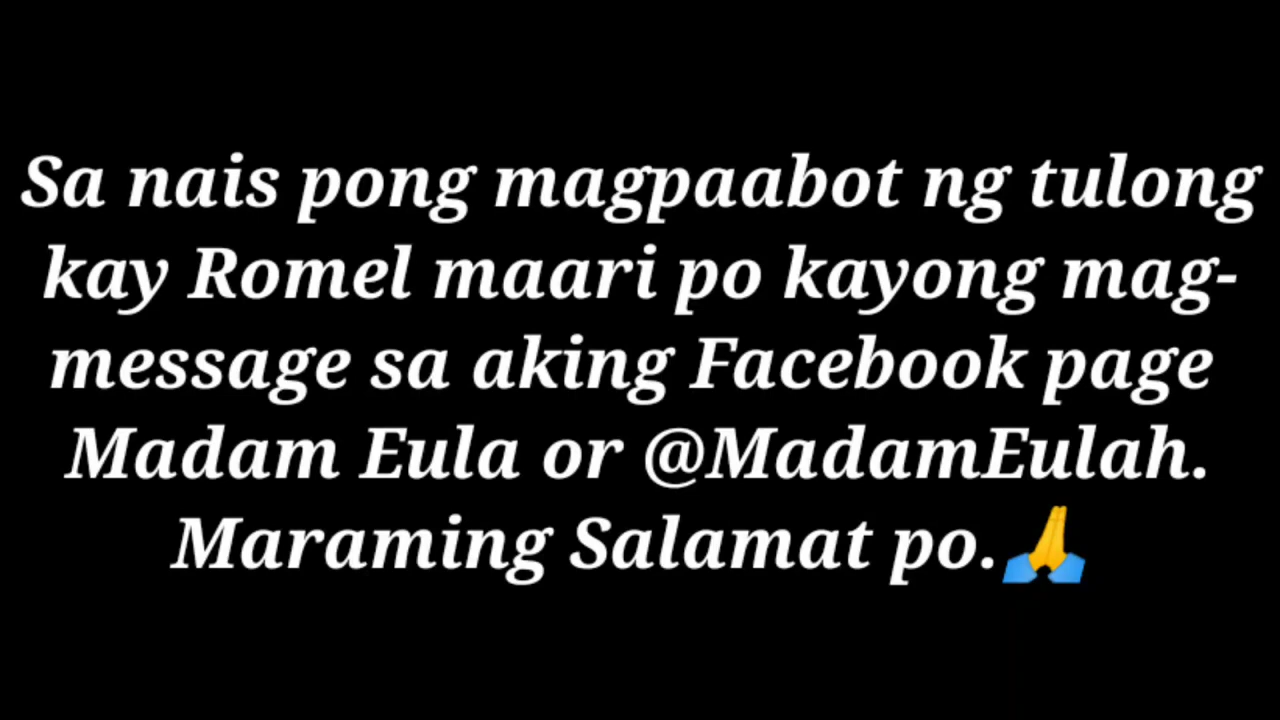 Sa nais pong magpaabot ng tulong
kay Romel maari po kayong mag-
message sa aking Facebook page
Madam Eula or @MadamEulah.
Maraming Salamat po.🙏